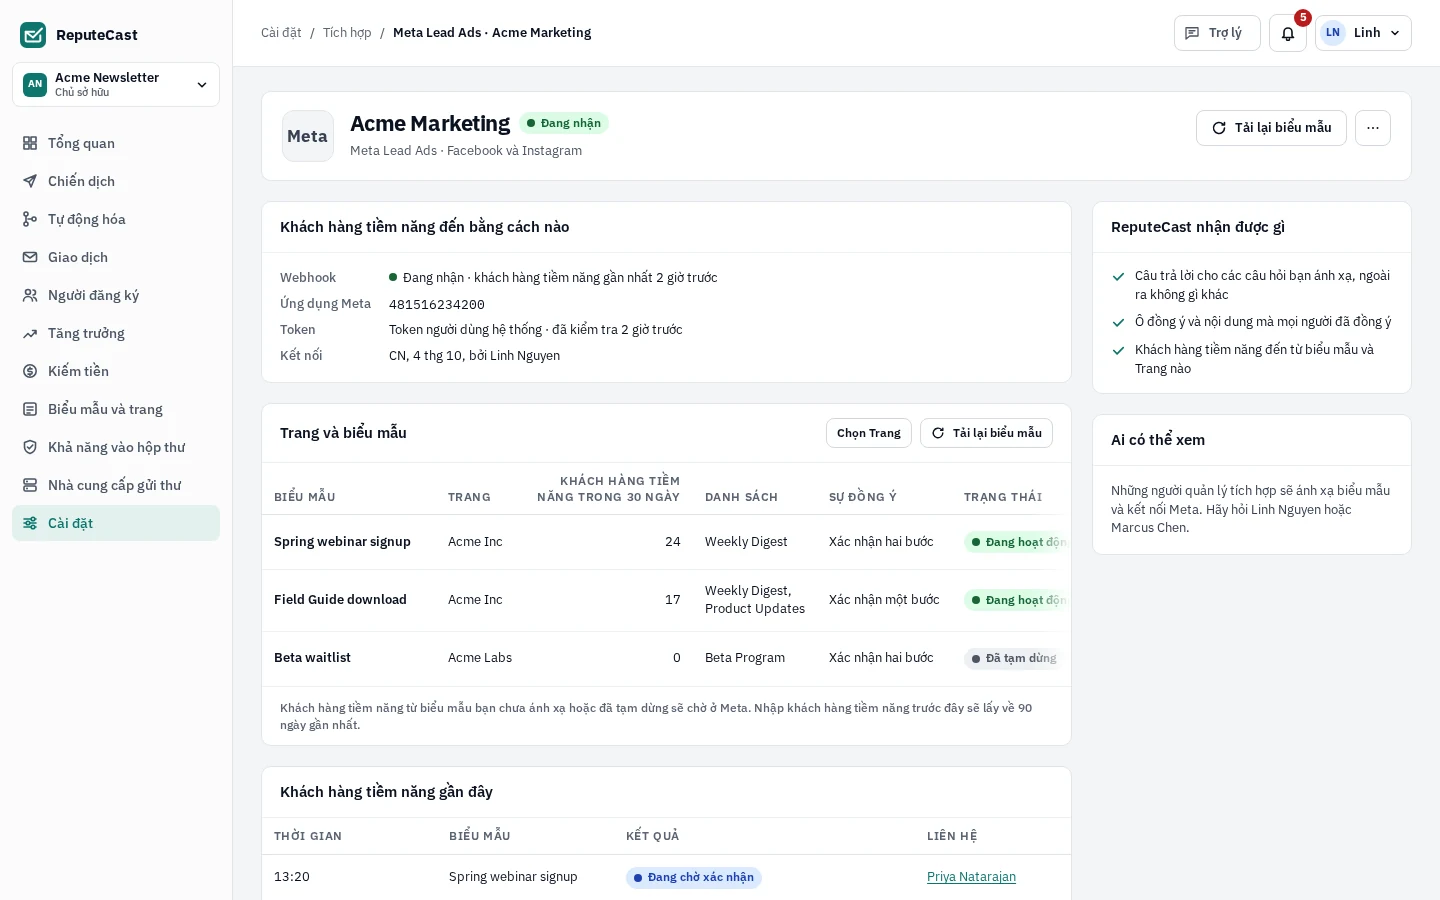 ReputeCast
AN
Acme Newsletter
Chủ sở hữu
Tổng quan
Chiến dịch
Tự động hóa
Giao dịch
Người đăng ký
Tăng trưởng
Kiếm tiền
Biểu mẫu và trang
Khả năng vào hộp thư
Nhà cung cấp gửi thư
Cài đặt
Cài đặt / Tích hợp / Meta Lead Ads · Acme Marketing
Trợ lý
5
LN Linh
Meta
Acme Marketing
Đang nhận
Meta Lead Ads · Facebook và Instagram
Tải lại biểu mẫu
...
Khách hàng tiềm năng đến bằng cách nào
Webhook Đang nhận · khách hàng tiềm năng gần nhất 2 giờ trước
Ứng dụng Meta 481516234200
Token Token người dùng hệ thống · đã kiểm tra 2 giờ trước
Kết nối CN, 4 thg 10, bởi Linh Nguyen
Trang và biểu mẫu
Chọn Trang
Tải lại biểu mẫu
BIỂU MẪU TRANG KHÁCH HÀNG TIỀM NĂNG TRONG 30 NGÀY DANH SÁCH SỰ ĐỒNG Ý TRẠNG THÁI
Spring webinar signup Acme Inc 24 Weekly Digest Xác nhận hai bước Đang hoạt độn
Field Guide download Acme Inc 17 Weekly Digest, Product Updates Xác nhận một bước Đang hoạt độn
Beta waitlist Acme Labs 0 Beta Program Xác nhận hai bước Đã tạm dừng
Khách hàng tiềm năng từ biểu mẫu bạn chưa ánh xạ hoặc đã tạm dừng sẽ chờ ở Meta. Nhập khách hàng tiềm năng trước đây sẽ lấy về 90
ngày gần nhất.
Khách hàng tiềm năng gần đây
THỜI GIAN BIỂU MẪU KẾT QUẢ LIÊN HỆ
13:20 Spring webinar signup Đang chờ xác nhận Priya Natarajan
ReputeCast nhận được gì
Câu trả lời cho các câu hỏi bạn ánh xạ, ngoài
ra không gì khác
Ô đồng ý và nội dung mà mọi người đã đồng ý
Khách hàng tiềm năng đến từ biểu mẫu và
Trang nào
Ai có thể xem
Những người quản lý tích hợp sẽ ánh xạ biểu mẫu
và kết nối Meta. Hãy hỏi Linh Nguyen hoặc
Marcus Chen.